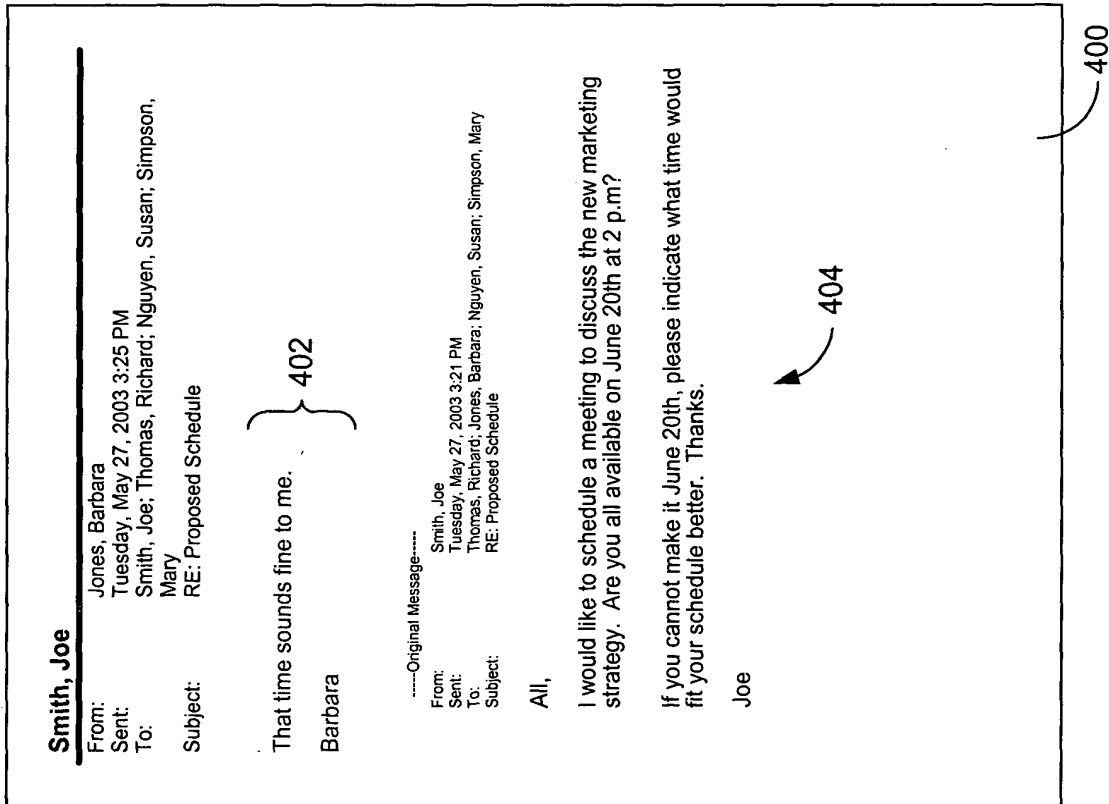 Smith, Joe
From: Jones, Barbara
Sent: Tuesday, May 27, 2003 3:25 PM
To: Smith, Joe; Thomas, Richard; Nguyen, Susan; Simpson,
Mary
Subject: RE: Proposed Schedule
That time sounds fine to me.
402
Barbara
-----Original Message-----
From: Smith, Joe
Sent: Tuesday, May 27, 2003 3:21 PM
To: Thomas, Richard; Jones, Barbara; Nguyen, Susan; Simpson, Mary
Subject: RE: Proposed Schedule
All,
I would like to schedule a meeting to discuss the new marketing
strategy. Are you all available on June 20th at 2 p.m?
If you cannot make it June 20th, please indicate what time would
fit your schedule better. Thanks.
Joe
404
400